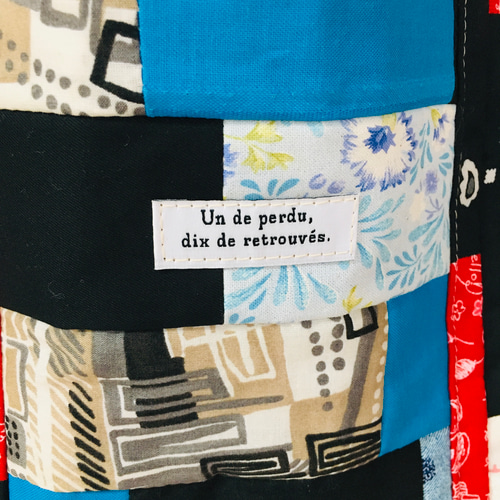 Un de perdu,
dix de retrouvés.